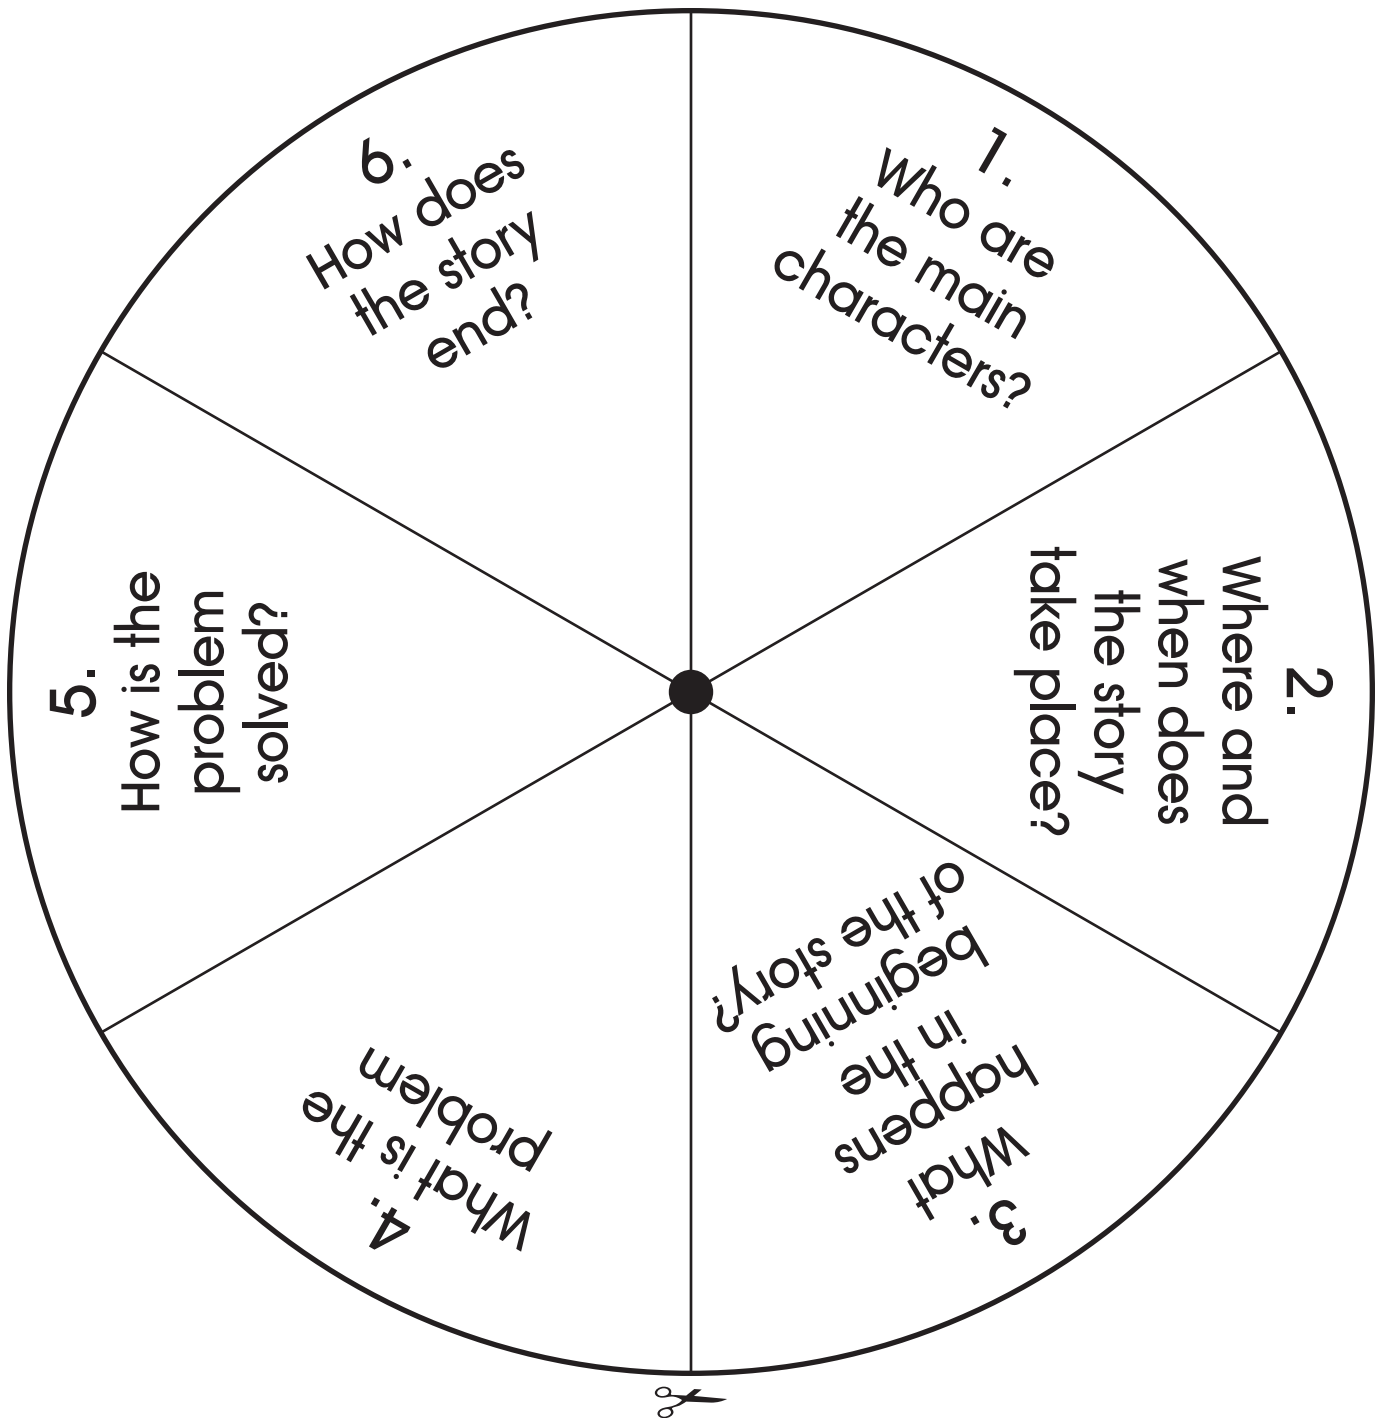 1.
Who are
the main
characters?
2.
Where and
when does
the story
take place?
3.
What
happens
in the
beginning
of the story?
4.
What is the
problem
5.
How is the
problem
solved?
6.
How does
the story
end?